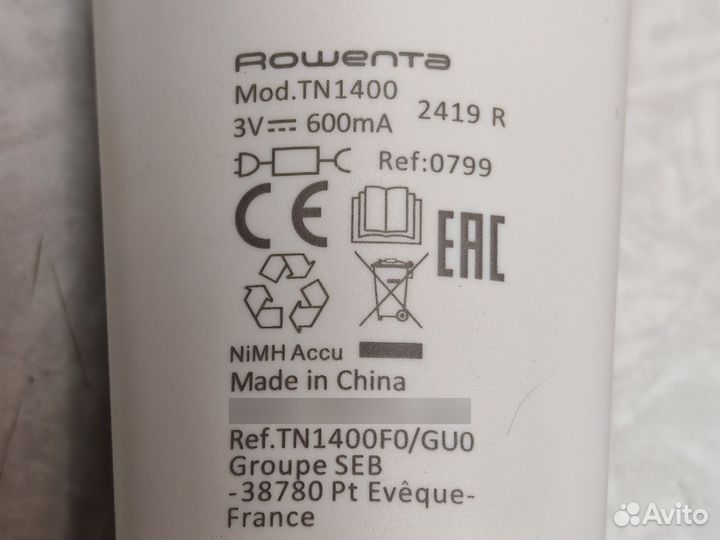 Rowenta
Mod.TN1400
3V 600mA 2419 R
Ref:0799
CE
EAC
NiMH Accu
Made in China
Ref.TN1400F0/GU0
Groupe SEB
-38780 Pt Evêque-
France
Avito